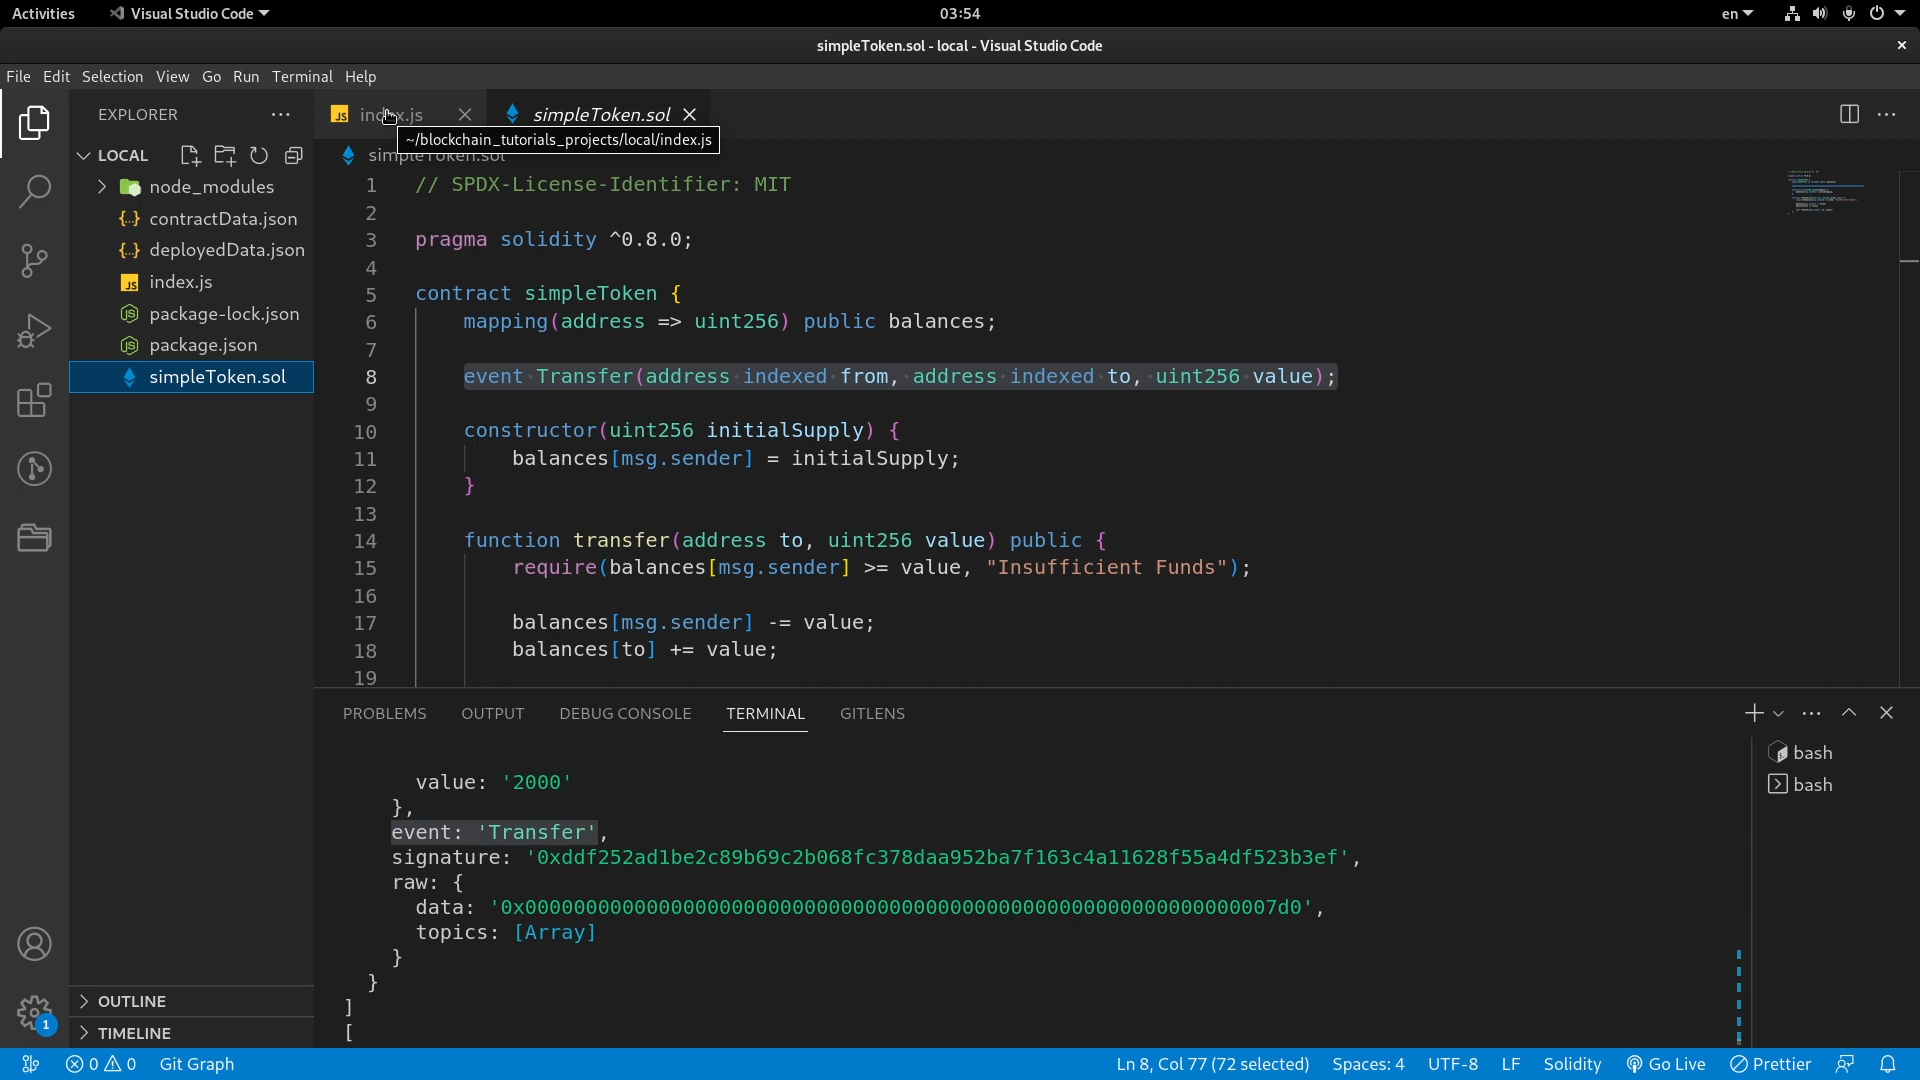 Activities Visual Studio Code 03:54 en
simpleToken.sol - local - Visual Studio Code
File Edit Selection View Go Run Terminal Help
EXPLORER
index.js simpleToken.sol
~/blockchain_tutorials_projects/local/index.js
LOCAL
simpleToken.sol
node_modules
contractData.json
deployedData.json
index.js
package-lock.json
package.json
simpleToken.sol
1 // SPDX-License-Identifier: MIT
2
3 pragma solidity ^0.8.0;
4
5 contract simpleToken {
6 mapping(address => uint256) public balances;
7
8 event Transfer(address indexed from, address indexed to, uint256 value);
9
10 constructor(uint256 initialSupply) {
11 balances[msg.sender] = initialSupply;
12 }
13
14 function transfer(address to, uint256 value) public {
15 require(balances[msg.sender] >= value, "Insufficient Funds");
16
17 balances[msg.sender] -= value;
18 balances[to] += value;
19
PROBLEMS OUTPUT DEBUG CONSOLE TERMINAL GITLENS
bash
bash
value: '2000'
},
event: 'Transfer',
signature: '0xddf252ad1be2c89b69c2b068fc378daa952ba7f163c4a11628f55a4df523b3ef',
raw: {
data: '0x00000000000000000000000000000000000000000000000000000000000007d0',
topics: [Array]
}
}
]
[
OUTLINE
TIMELINE
1
0 0 Git Graph Ln 8, Col 77 (72 selected) Spaces: 4 UTF-8 LF Solidity Go Live Prettier